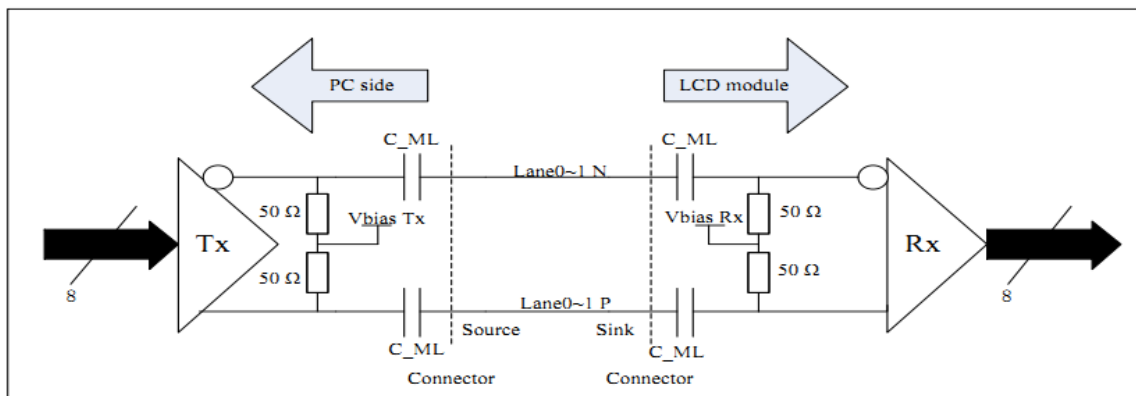 PC side
LCD module
C_ML
C_ML
Lane0~1 N
50 Ω
Vbias Tx
Vbias Rx
50 Ω
Tx
Rx
50 Ω
50 Ω
8
8
Lane0~1 P
Source
Sink
C_ML
C_ML
Connector
Connector